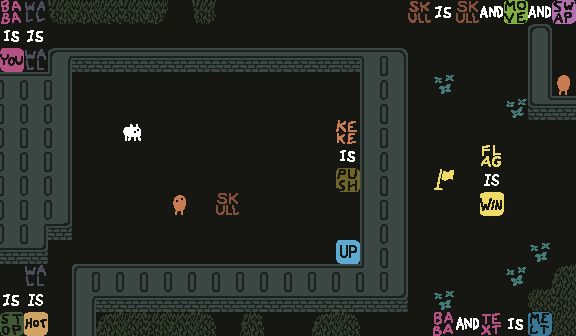 BABA IS YOU
WALL IS WALL
SKULL IS SKULL AND MOVE AND SWAP
KEKE IS PUSH
FLAG IS WIN
SKULL
UP
IS STOP
WALL IS HOT
BABA AND TEXT IS MELT